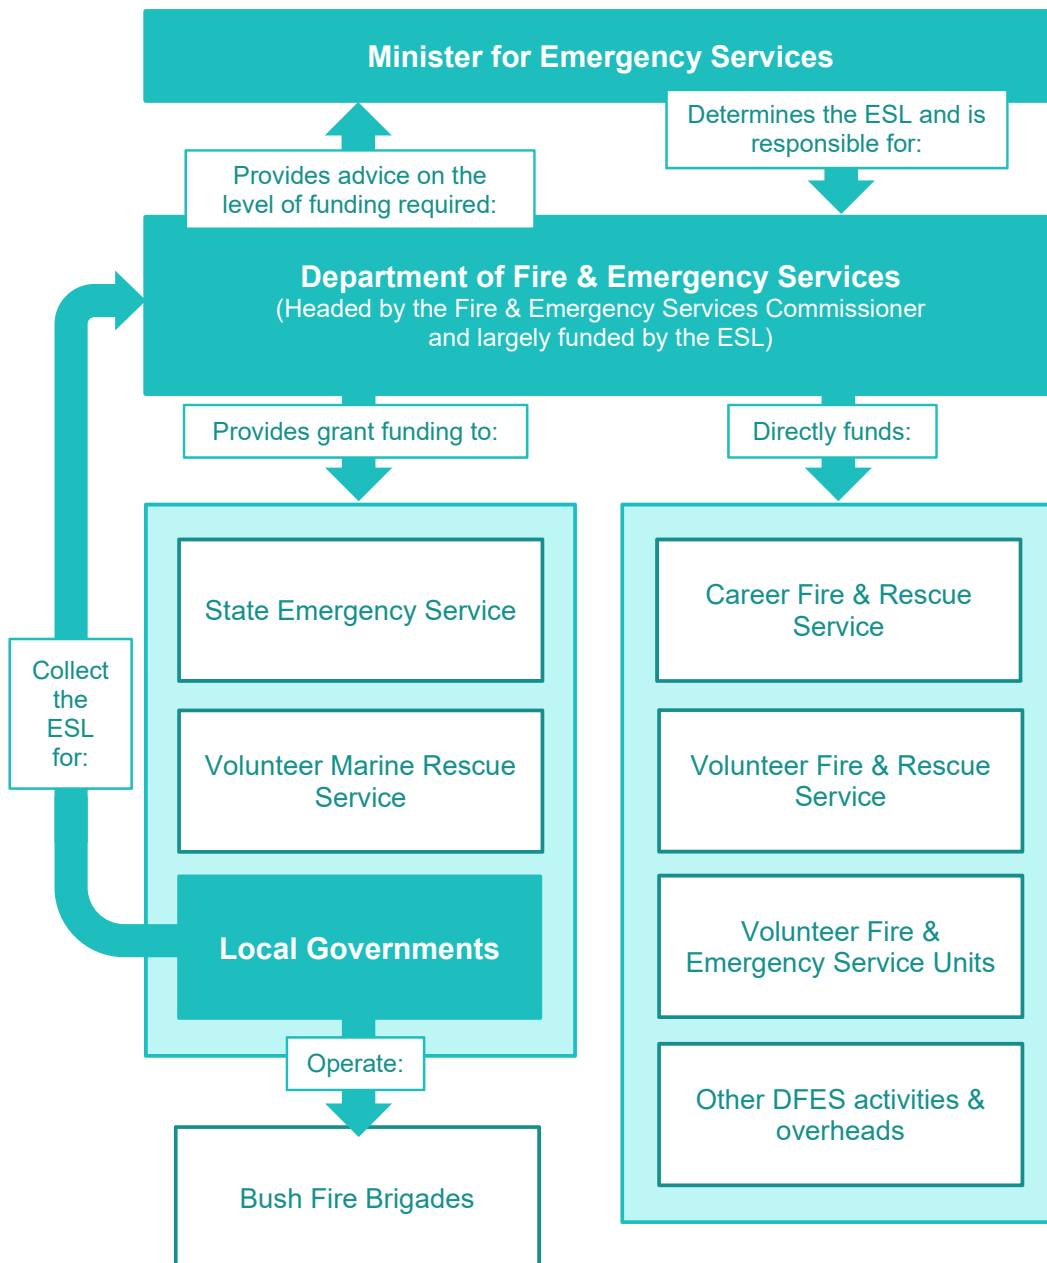 Minister for Emergency Services
Determines the ESL and is
responsible for:
Provides advice on the
level of funding required:
Department of Fire & Emergency Services
(Headed by the Fire & Emergency Services Commissioner
and largely funded by the ESL)
Provides grant funding to:
Directly funds:
State Emergency Service
Volunteer Marine Rescue
Service
Local Governments
Collect
the
ESL
for:
Operate:
Bush Fire Brigades
Career Fire & Rescue
Service
Volunteer Fire & Rescue
Service
Volunteer Fire &
Emergency Service Units
Other DFES activities &
overheads